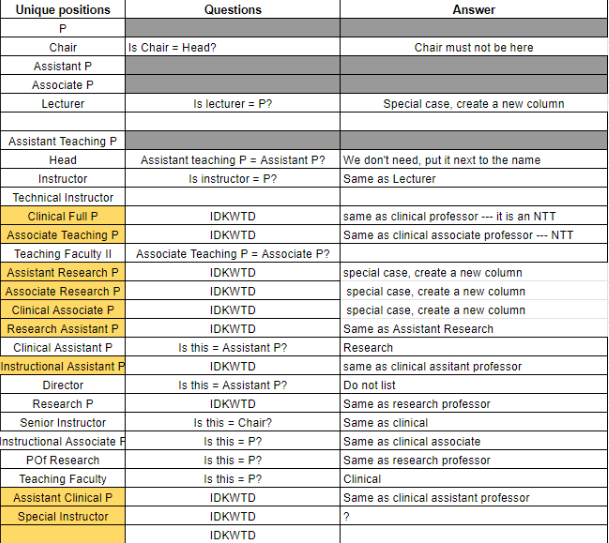 Unique positions Questions Answer
P
Chair Is Chair = Head? Chair must not be here
Assistant P
Associate P
Lecturer Is lecturer = P? Special case, create a new column
Assistant Teaching P
Head Assistant teaching P = Assistant P? We don't need, put it next to the name
Instructor Is instructor = P? Same as Lecturer
Technical Instructor
Clinical Full P IDKWTD same as clinical professor --- it is an NTT
Associate Teaching P IDKWTD Same as clinical associate professor --- NTT
Teaching Faculty II Associate Teaching P = Associate P?
Assistant Research P IDKWTD special case, create a new column
Associate Research P IDKWTD special case, create a new column
Clinical Associate P IDKWTD special case, create a new column
Research Assistant P IDKWTD Same as Assistant Research
Clinical Assistant P Is this = Assistant P? Research
Instructional Assistant P IDKWTD same as clinical assitant professor
Director Is this = Assistant P? Do not list
Research P IDKWTD Same as research professor
Senior Instructor Is this = Chair? Same as clinical
Instructional Associate P Is this = P? Same as clinical associate
POf Research Is this = P? Same as research professor
Teaching Faculty Is this = P? Clinical
Assistant Clinical P IDKWTD Same as clinical assistant professor
Special Instructor IDKWTD ?
IDKWTD